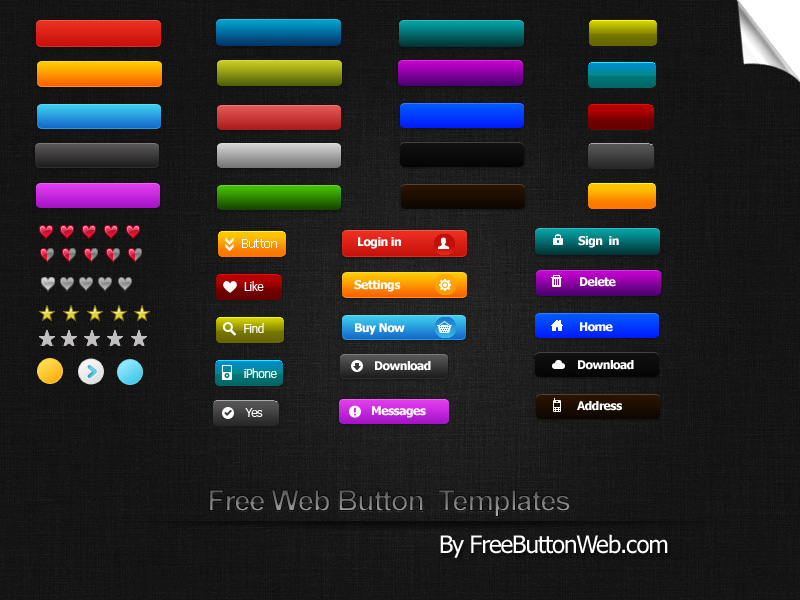 Button
Like
Find
iPhone
Yes
Login in
Settings
Buy Now
Download
Messages
Sign in
Delete
Home
Download
Address
Free Web Button Templates
By FreeButtonWeb.com